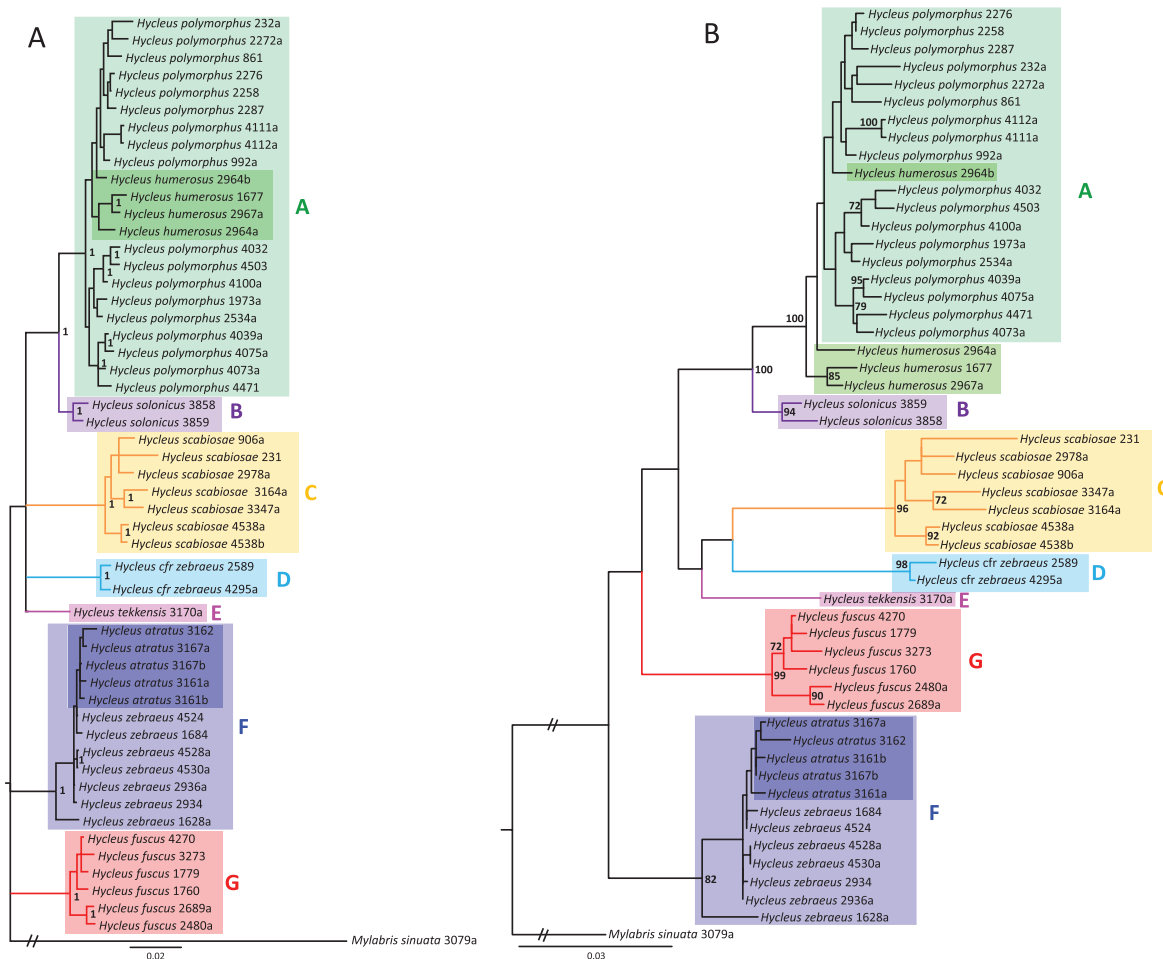 A
Hycleus polymorphus 232a
Hycleus polymorphus 2272a
Hycleus polymorphus 861
Hycleus polymorphus 2276
Hycleus polymorphus 2258
Hycleus polymorphus 2287
Hycleus polymorphus 4111a
Hycleus polymorphus 4112a
Hycleus polymorphus 992a
Hycleus humerosus 2964b
Hycleus humerosus 1677
1
Hycleus humerosus 2967a
A
Hycleus humerosus 2964a
Hycleus polymorphus 4032
1
1
Hycleus polymorphus 4503
1
Hycleus polymorphus 4100a
Hycleus polymorphus 1973a
Hycleus polymorphus 2534a
1
Hycleus polymorphus 4039a
1
Hycleus polymorphus 4075a
1
Hycleus polymorphus 4073a
Hycleus polymorphus 4471
Hycleus solonicus 3858
1
B
Hycleus solonicus 3859
Hycleus scabiosae 906a
Hycleus scabiosae 231
Hycleus scabiosae 2978a
Hycleus scabiosae 3164a
1
1
C
Hycleus scabiosae 3347a
Hycleus scabiosae 4538a
1
Hycleus scabiosae 4538b
Hycleus cfr zebraeus 2589
1
D
Hycleus cfr zebraeus 4295a
Hycleus tekkensis 3170a
E
Hycleus atratus 3162
Hycleus atratus 3167a
Hycleus atratus 3167b
Hycleus atratus 3161a
Hycleus atratus 3161b
Hycleus zebraeus 4524
F
Hycleus zebraeus 1684
Hycleus zebraeus 4528a
1
Hycleus zebraeus 4530a
Hycleus zebraeus 2936a
1
Hycleus zebraeus 2934
Hycleus zebraeus 1628a
Hycleus fuscus 4270
Hycleus fuscus 3273
Hycleus fuscus 1779
G
Hycleus fuscus 1760
1
Hycleus fuscus 2689a
1
Hycleus fuscus 2480a
Mylabris sinuata 3079a
0.02
B
Hycleus polymorphus 2276
Hycleus polymorphus 2258
Hycleus polymorphus 2287
Hycleus polymorphus 232a
Hycleus polymorphus 2272a
Hycleus polymorphus 861
100
Hycleus polymorphus 4112a
Hycleus polymorphus 4111a
Hycleus polymorphus 992a
Hycleus humerosus 2964b
A
Hycleus polymorphus 4032
72
Hycleus polymorphus 4503
Hycleus polymorphus 4100a
Hycleus polymorphus 1973a
Hycleus polymorphus 2534a
95
Hycleus polymorphus 4039a
Hycleus polymorphus 4075a
79
Hycleus polymorphus 4471
100
Hycleus polymorphus 4073a
Hycleus humerosus 2964a
100
Hycleus humerosus 1677
85
Hycleus humerosus 2967a
Hycleus solonicus 3859
94
B
Hycleus solonicus 3858
Hycleus scabiosae 231
Hycleus scabiosae 2978a
Hycleus scabiosae 906a
Hycleus scabiosae 3347a
72
C
96
Hycleus scabiosae 3164a
Hycleus scabiosae 4538a
92
Hycleus scabiosae 4538b
98
Hycleus cfr zebraeus 2589
D
Hycleus cfr zebraeus 4295a
Hycleus tekkensis 3170a
E
Hycleus fuscus 4270
Hycleus fuscus 1779
72
Hycleus fuscus 3273
G
99
Hycleus fuscus 1760
Hycleus fuscus 2480a
90
Hycleus fuscus 2689a
Hycleus atratus 3167a
Hycleus atratus 3162
Hycleus atratus 3161b
Hycleus atratus 3167b
Hycleus atratus 3161a
Hycleus zebraeus 1684
F
Hycleus zebraeus 4524
Hycleus zebraeus 4528a
Hycleus zebraeus 4530a
82
Hycleus zebraeus 2934
Hycleus zebraeus 2936a
Hycleus zebraeus 1628a
Mylabris sinuata 3079a
0.03